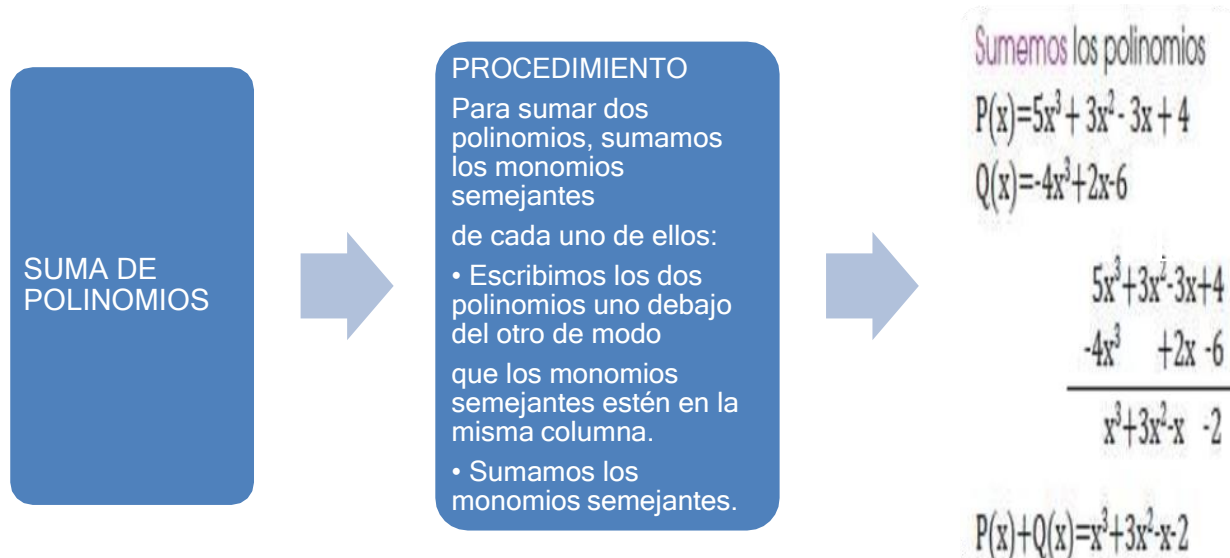 SUMA DE
POLINOMIOS
PROCEDIMIENTO
Para sumar dos
polinomios, sumamos
los monomios
semejantes
de cada uno de ellos:
• Escribimos los dos
polinomios uno debajo
del otro de modo
que los monomios
semejantes estén en la
misma columna.
• Sumamos los
monomios semejantes.
Sumemos los polinomios
P(x)=5x³+ 3x²- 3x + 4
Q(x)=-4x³+2x-6
5x³+3x²-3x+4
-4x³ +2x -6
x³+3x²-x -2
P(x)+Q(x)=x³+3x²-x-2